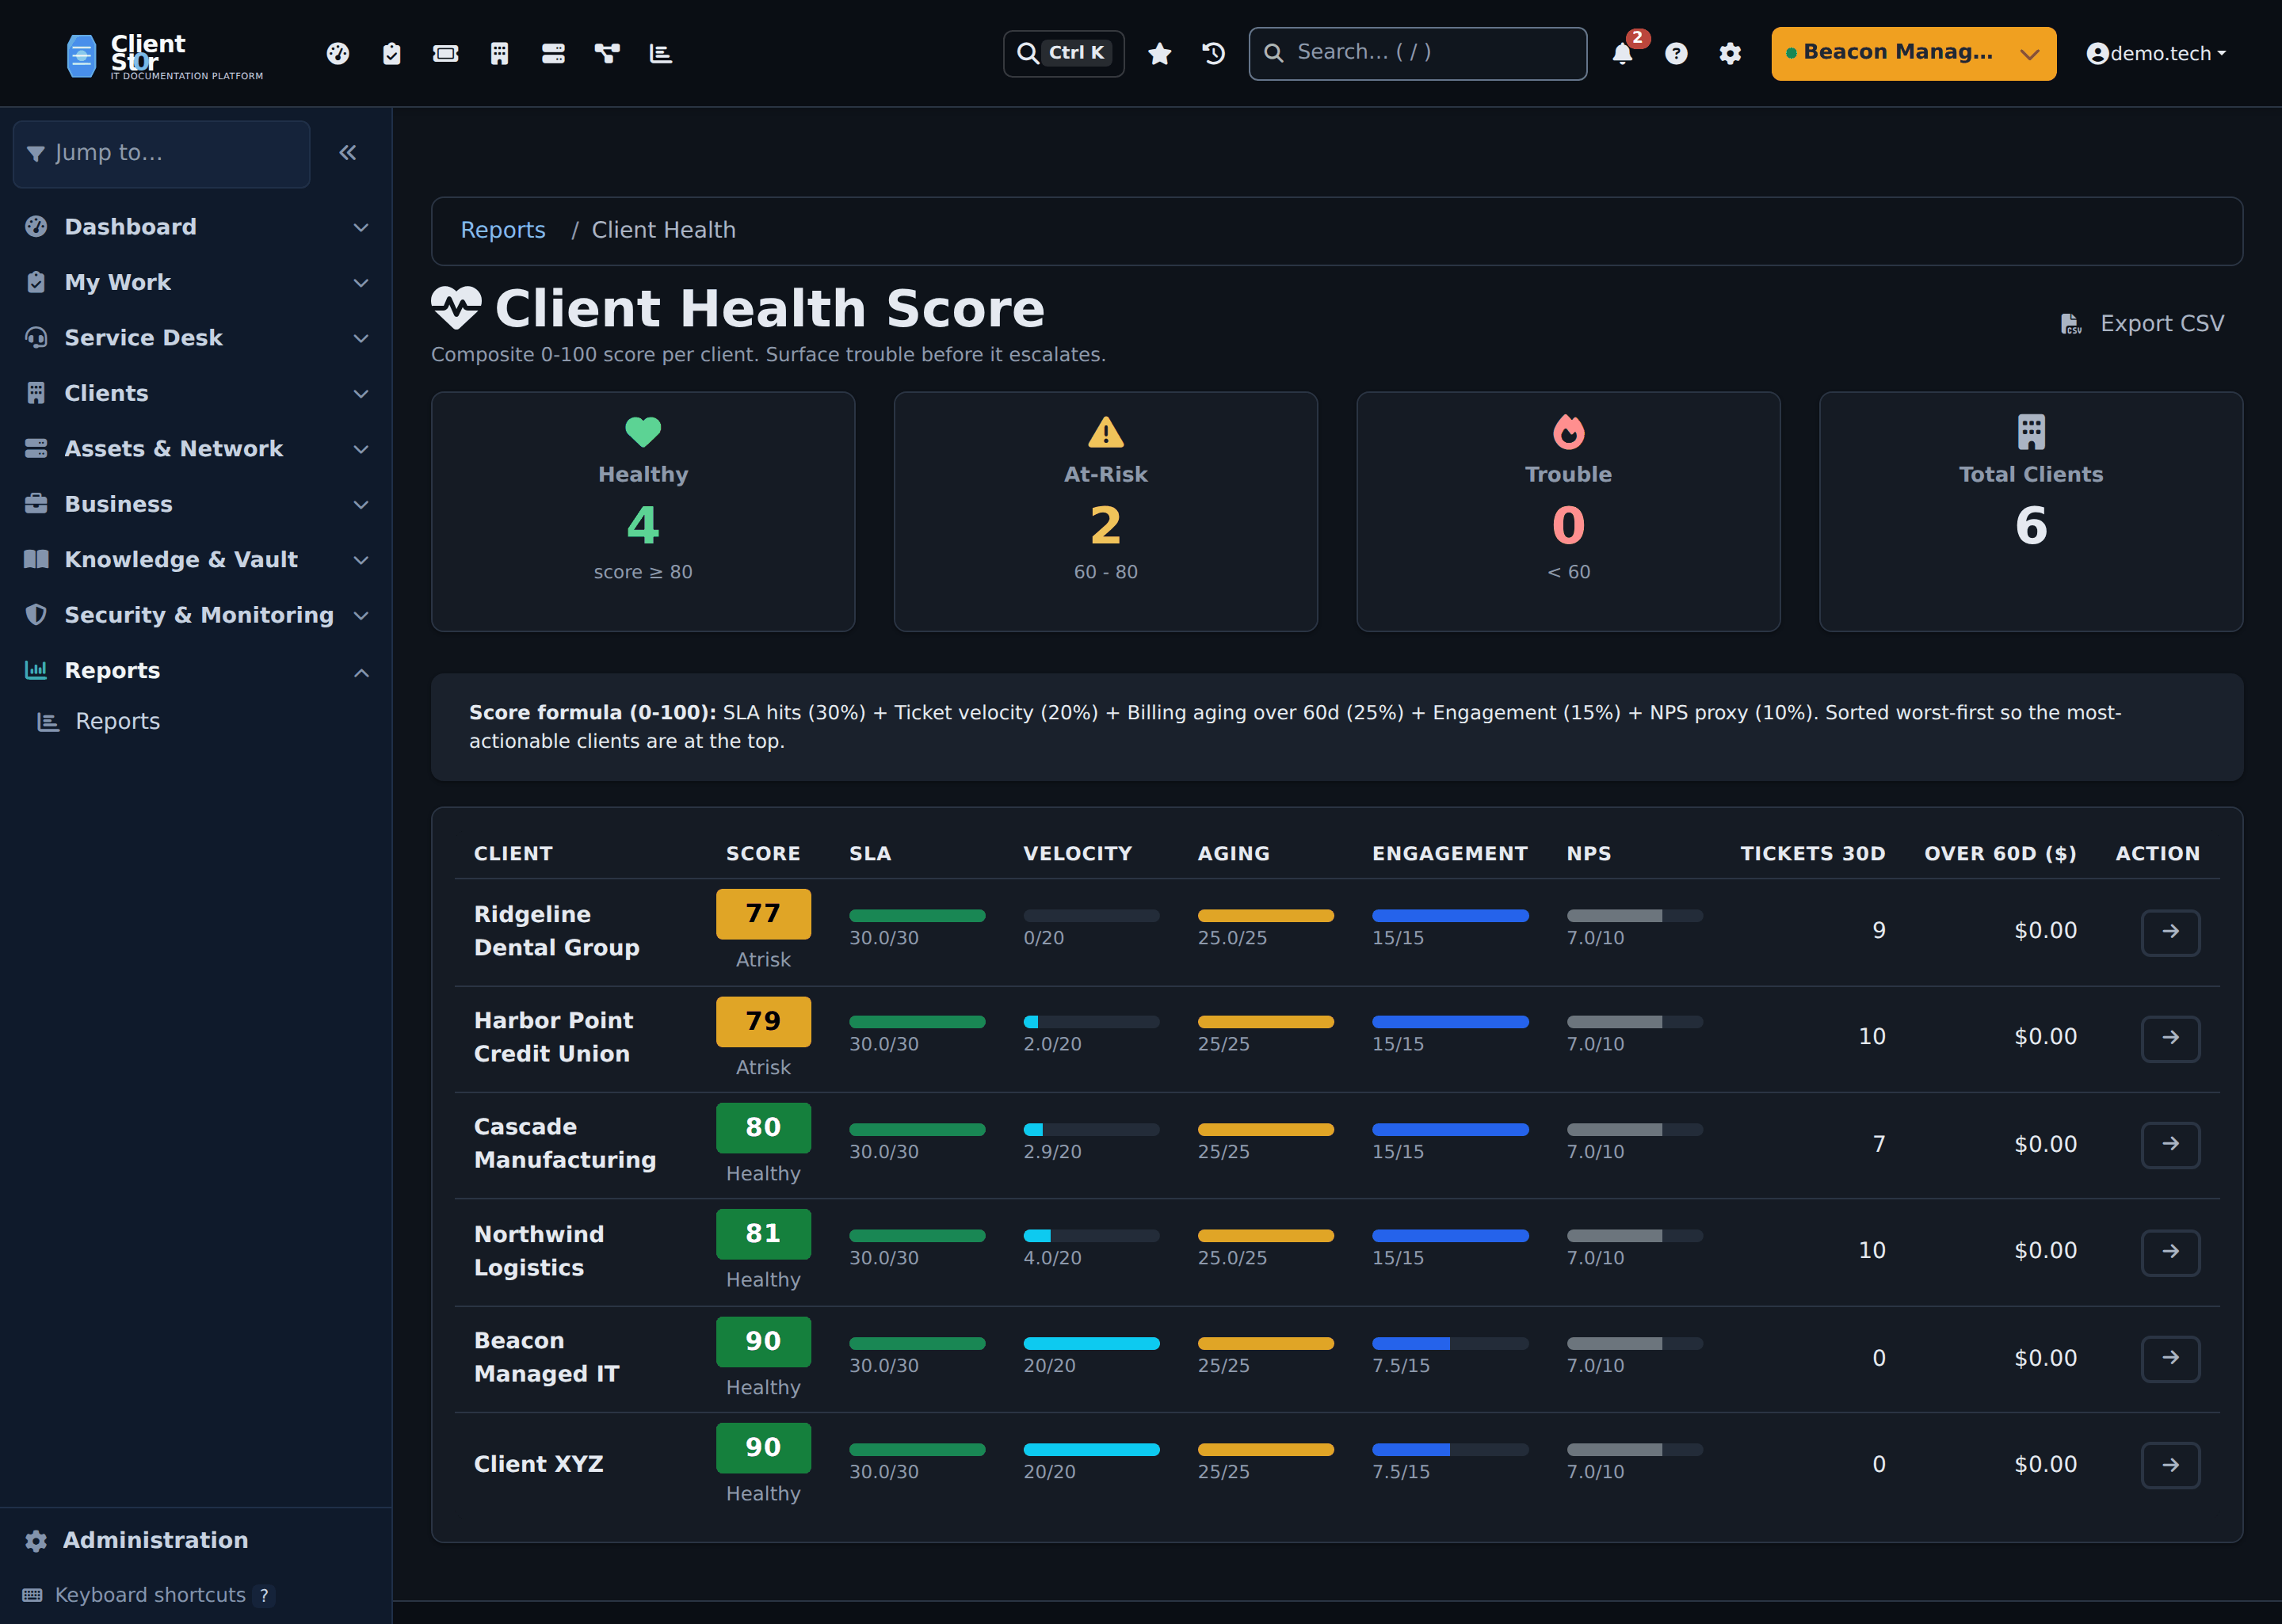 Client
Stor
IT DOCUMENTATION PLATFORM
Ctrl K
Search... ( / )
2
Beacon Manag...
demo.tech
Jump to...
Dashboard
My Work
Service Desk
Clients
Assets & Network
Business
Knowledge & Vault
Security & Monitoring
Reports
Reports
Administration
Keyboard shortcuts ?
Reports / Client Health
Client Health Score
Composite 0-100 score per client. Surface trouble before it escalates.
Export CSV
Healthy
4
score ≥ 80
At-Risk
2
60 - 80
Trouble
0
< 60
Total Clients
6
Score formula (0-100): SLA hits (30%) + Ticket velocity (20%) + Billing aging over 60d (25%) + Engagement (15%) + NPS proxy (10%). Sorted worst-first so the most-
actionable clients are at the top.
CLIENT SCORE SLA VELOCITY AGING ENGAGEMENT NPS TICKETS 30D OVER 60D ($) ACTION
Ridgeline
Dental Group
77
Atrisk
30.0/30 0/20 25.0/25 15/15 7.0/10 9 $0.00
Harbor Point
Credit Union
79
Atrisk
30.0/30 2.0/20 25/25 15/15 7.0/10 10 $0.00
Cascade
Manufacturing
80
Healthy
30.0/30 2.9/20 25/25 15/15 7.0/10 7 $0.00
Northwind
Logistics
81
Healthy
30.0/30 4.0/20 25.0/25 15/15 7.0/10 10 $0.00
Beacon
Managed IT
90
Healthy
30.0/30 20/20 25/25 7.5/15 7.0/10 0 $0.00
Client XYZ
90
Healthy
30.0/30 20/20 25/25 7.5/15 7.0/10 0 $0.00